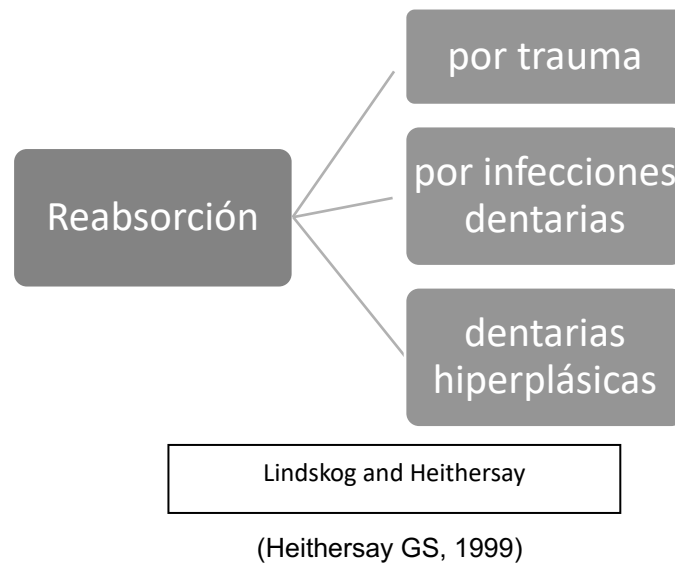 Reabsorción
por trauma
por infecciones
dentarias
dentarias
hiperplásicas
Lindskog and Heithersay
(Heithersay GS, 1999)